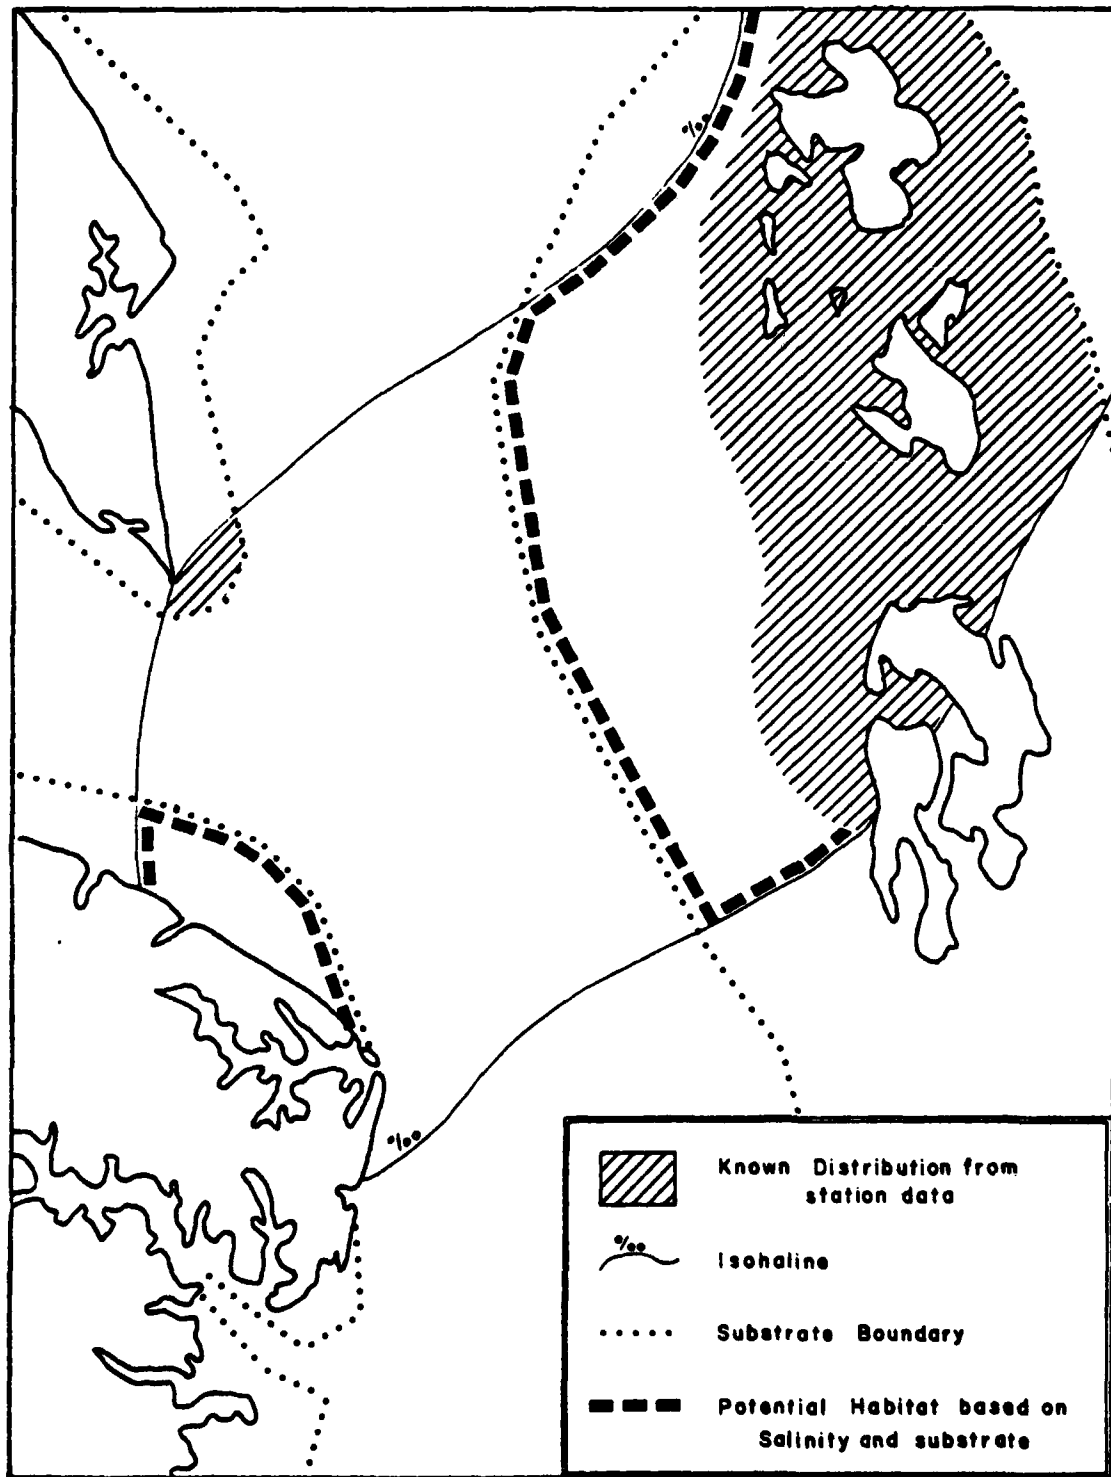 ‰
‰
Known Distribution from
station data
‰
Isohaline
Substrate Boundary
Potential Habitat based on
Salinity and substrate